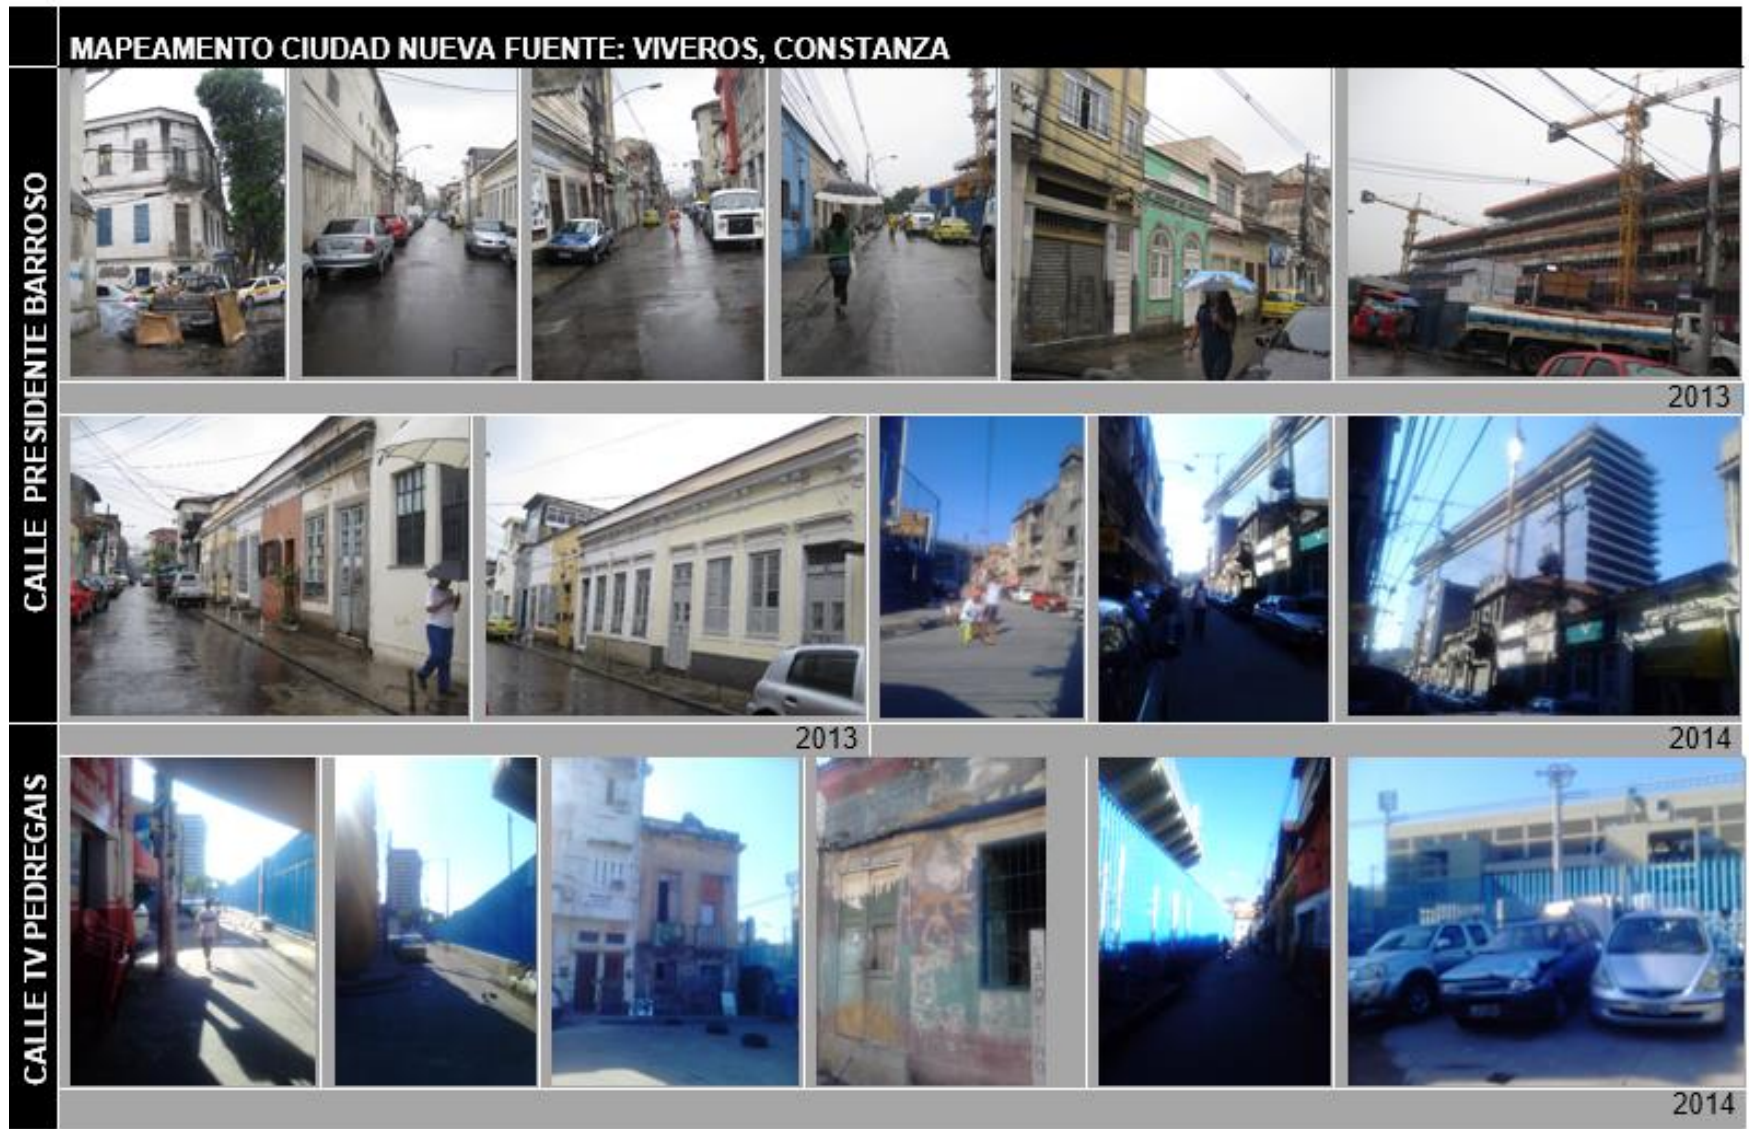 MAPEAMENTO CIUDAD NUEVA FUENTE: VIVEROS, CONSTANZA
CALLE PRESIDENTE BARROSO
2013
2013
2014
CALLE TV PEDREGAIS
2014